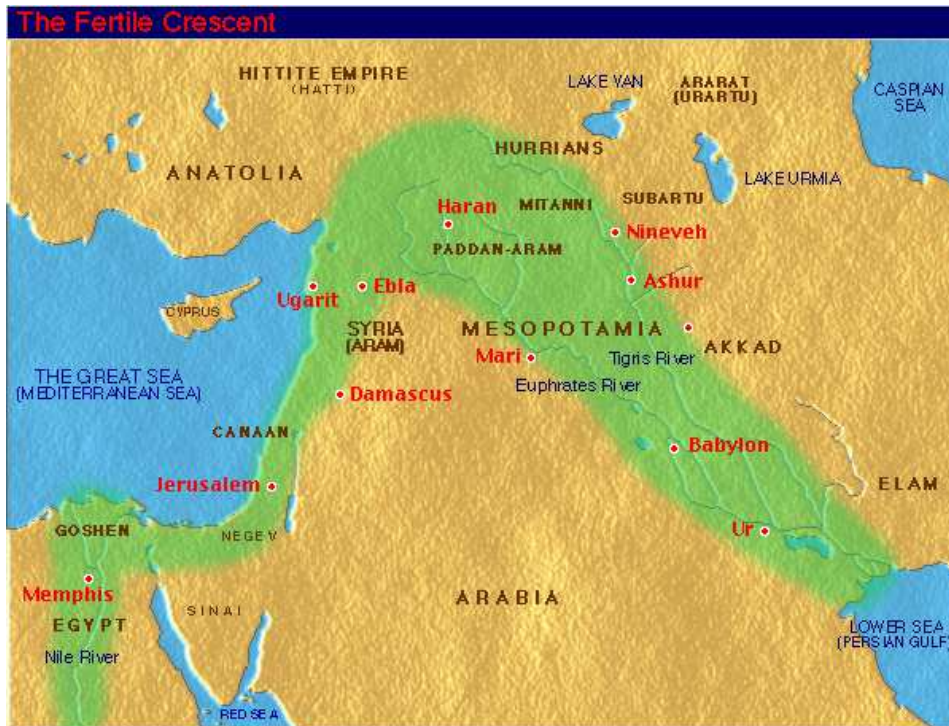 The Fertile Crescent
HITTITE EMPIRE
(HATTI)
LAKE VAN
ARARAT
(URARTU)
CASPIAN
SEA
HURRIANS
ANATOLIA
LAKE URMIA
Haran
MITANNI
SUBARTU
Nineveh
PADDAN-ARAM
Ugarit
Ebla
Ashur
CYPRUS
SYRIA
(ARAM)
MESOPOTAMIA
AKKAD
Mari
Tigris River
THE GREAT SEA
(MEDITERRANEAN SEA)
Euphrates River
Damascus
CANAAN
Babylon
Jerusalem
ELAM
GOSHEN
NEGEV
Ur
Memphis
SINAI
ARABIA
EGYPT
LOWER SEA
(PERSIAN GULF)
Nile River
RED SEA